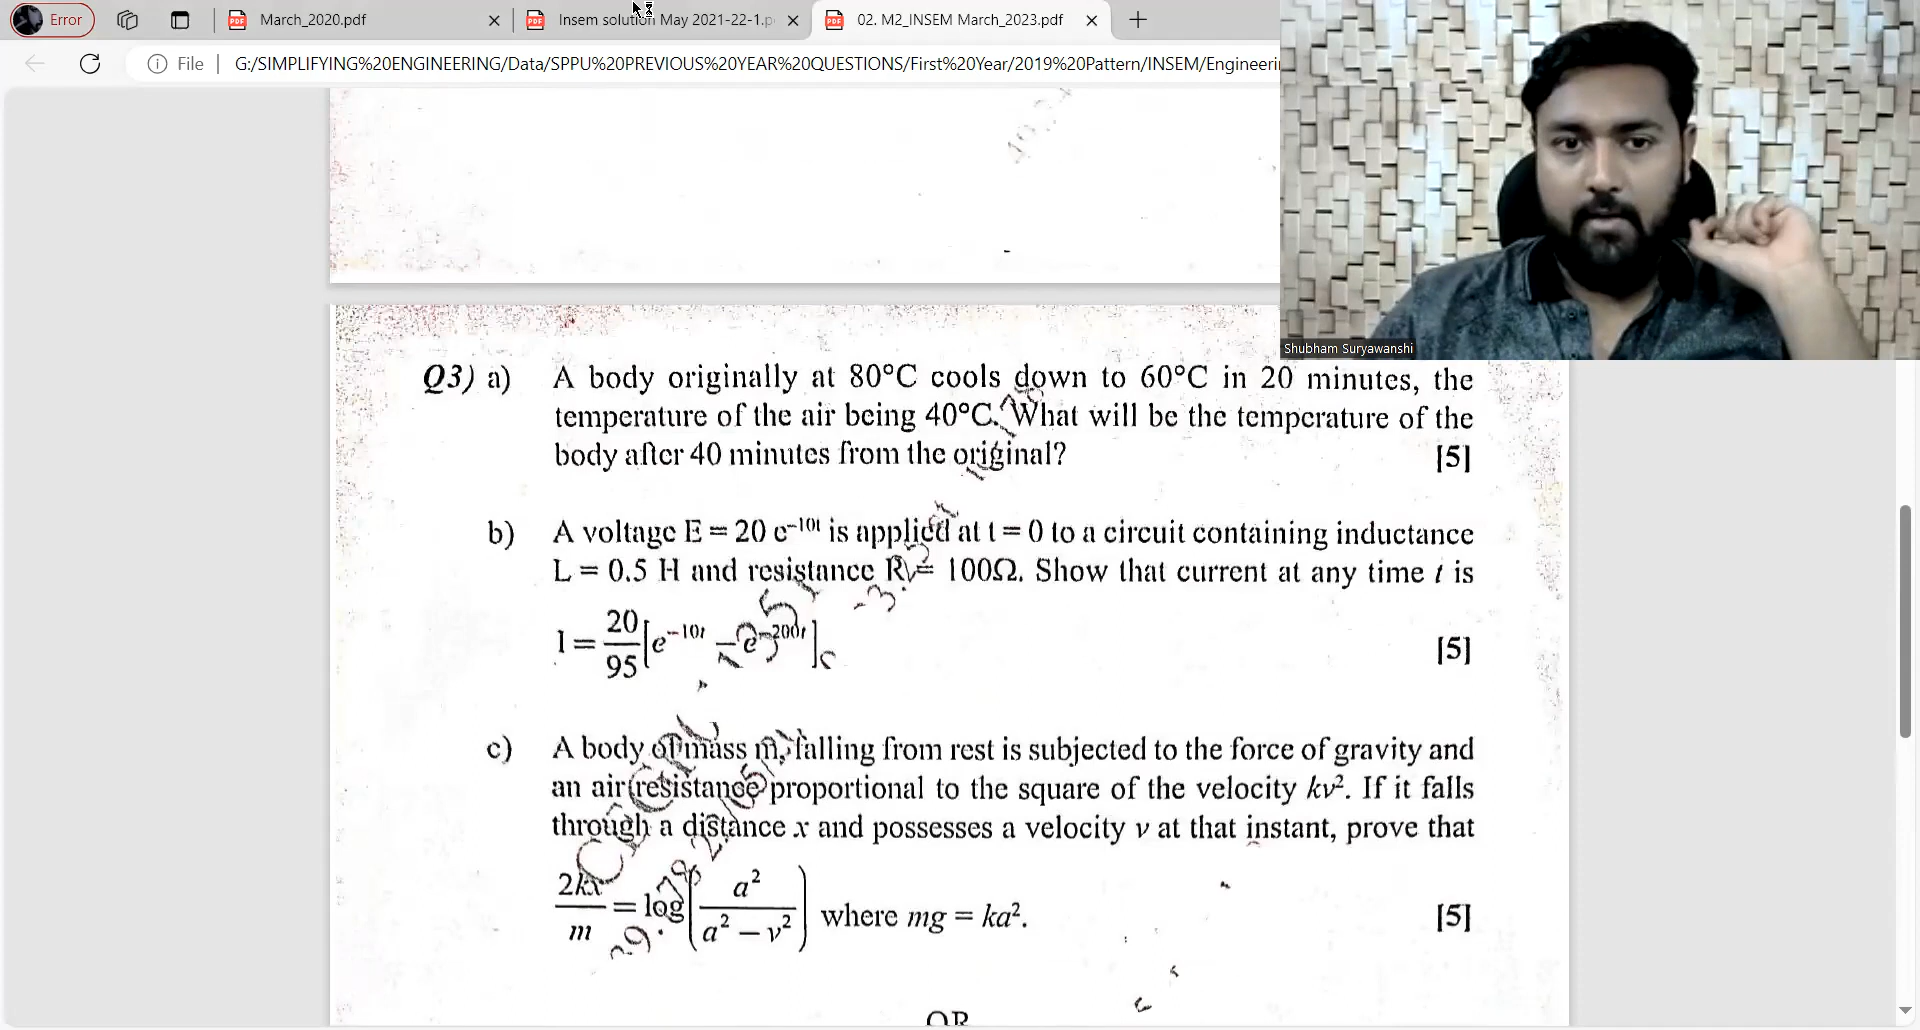 Error
March_2020.pdf
Insem solution May 2021-22-1.p
02. M2_INSEM March_2023.pdf
File
G:/SIMPLIFYING%20ENGINEERING/Data/SPPU%20PREVIOUS%20YEAR%20QUESTIONS/First%20Year/2019%20Pattern/INSEM/Engineeri
Shubham Suryawanshi
Q3) a) A body originally at 80°C cools down to 60°C in 20 minutes, the
temperature of the air being 40°C. What will be the temperature of the
body after 40 minutes from the original? [5]
b) A voltage E = 20 e⁻¹⁰ᵗ is applied at t = 0 to a circuit containing inductance
L = 0.5 H and resistance R = 100Ω. Show that current at any time t is
I = 20/95 [e⁻¹⁰ᵗ − e⁻²⁰⁰ᵗ] [5]
c) A body of mass m, falling from rest is subjected to the force of gravity and
an air resistance proportional to the square of the velocity kv². If it falls
through a distance x and possesses a velocity v at that instant, prove that
2kx/m = log(a²/(a² − v²)) where mg = ka². [5]
OR